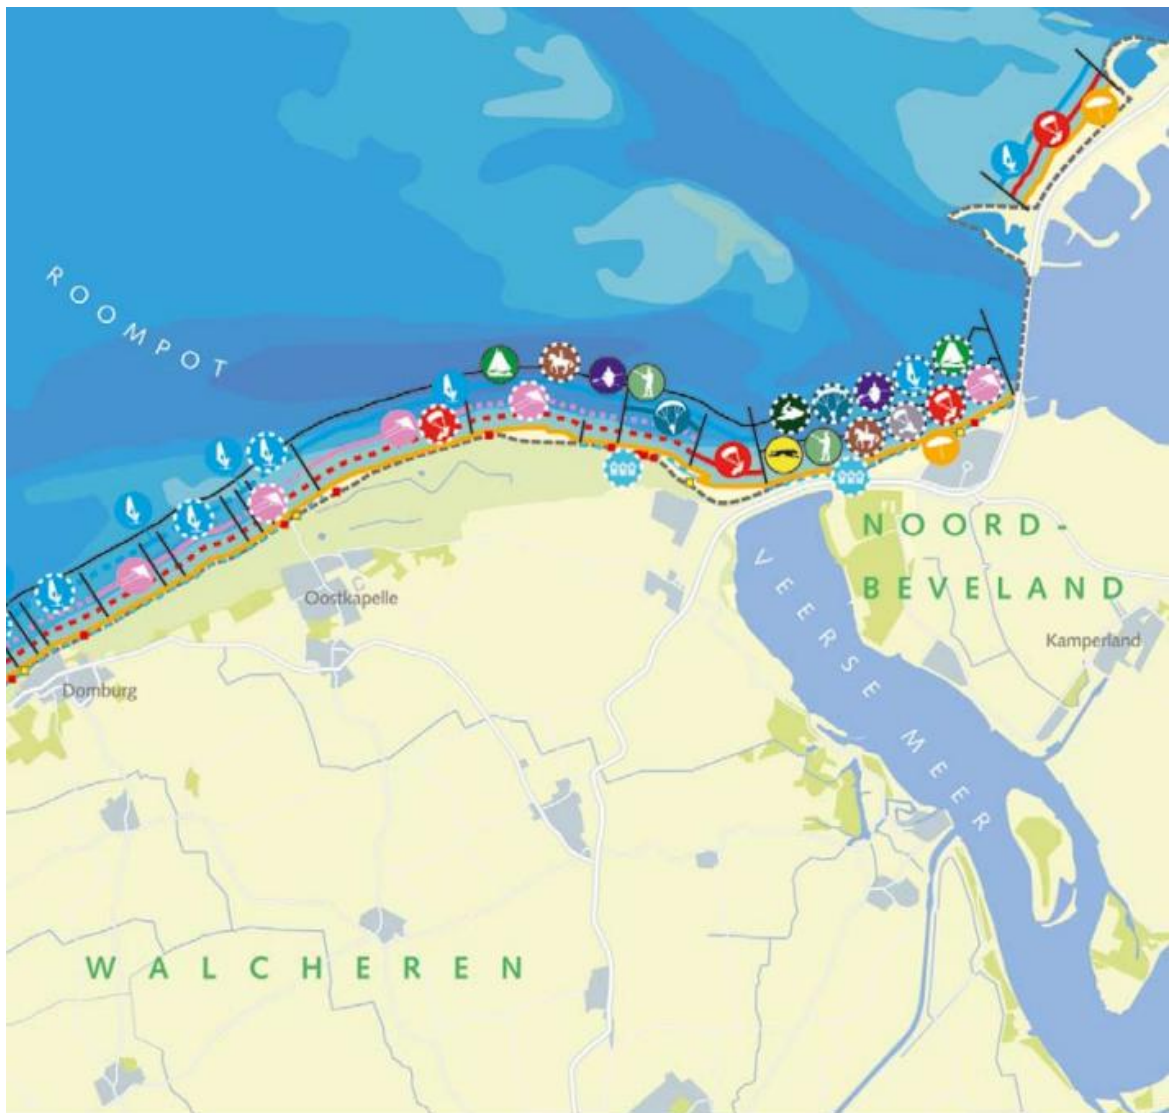 ROOMPOT
NOORD-
BEVELAND
Oostkapelle
Kamperland
Domburg
VEERSE MEER
WALCHEREN